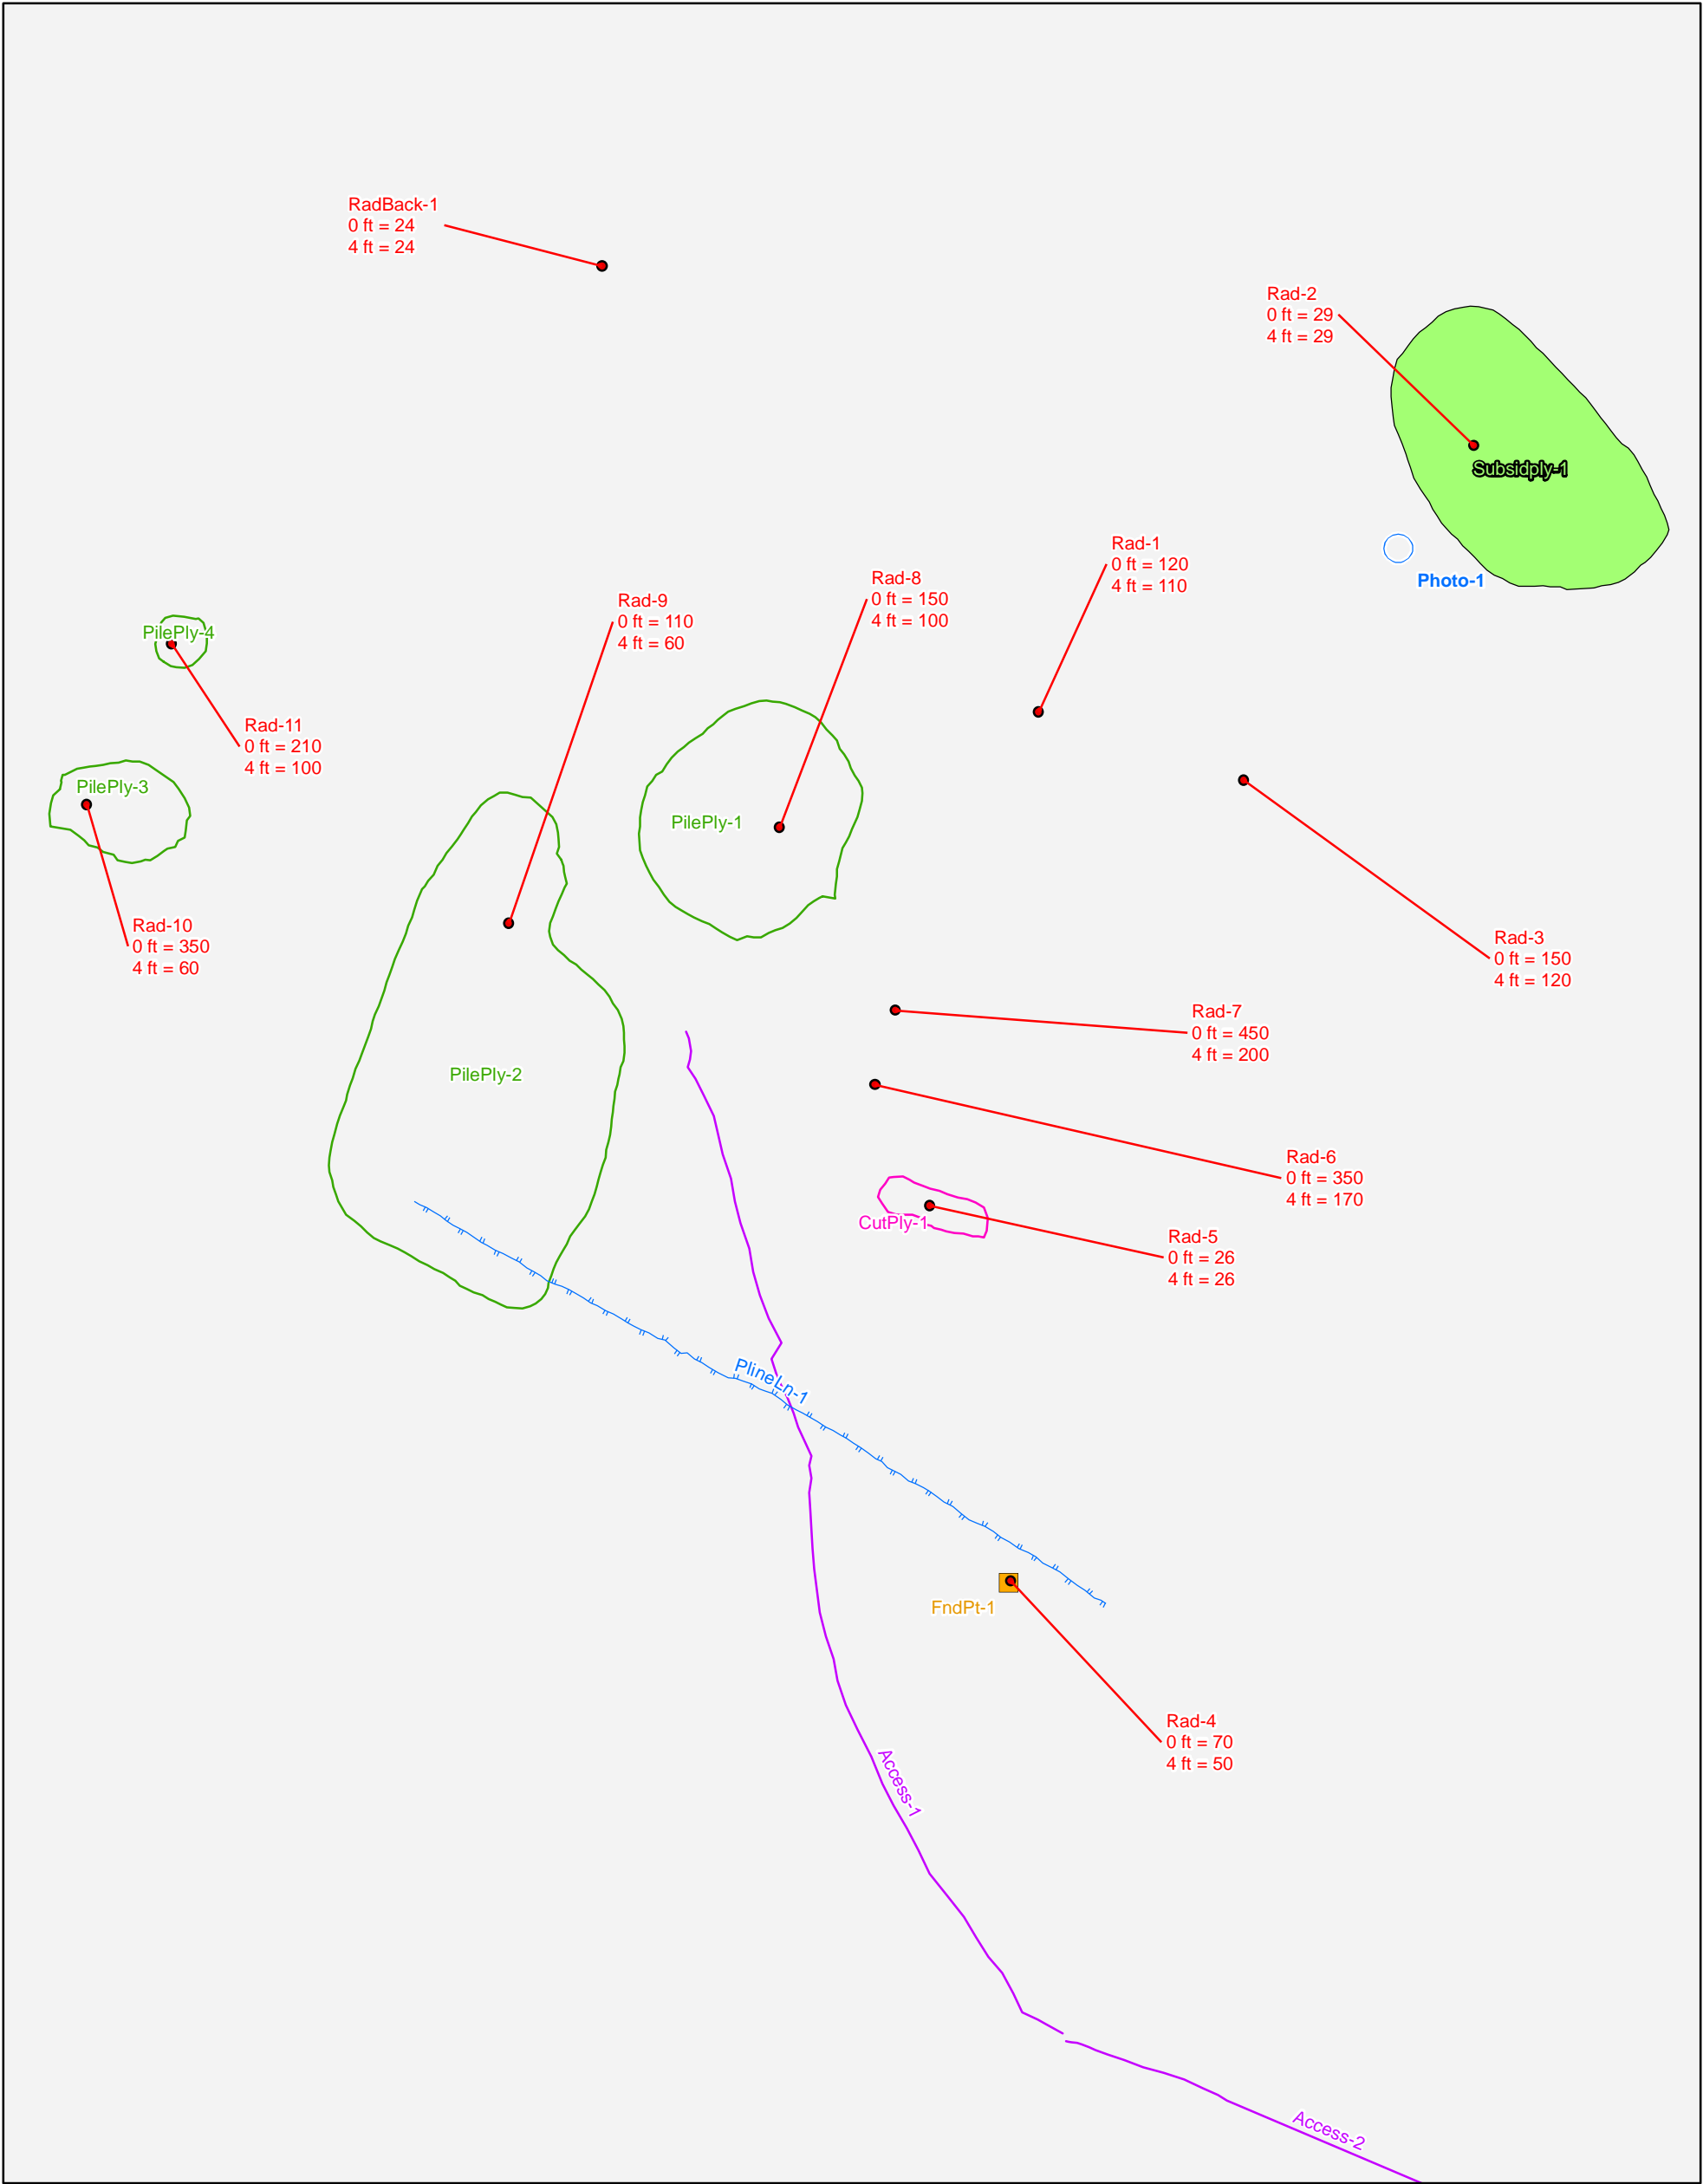 RadBack-1
0 ft = 24
4 ft = 24
Rad-2
0 ft = 29
4 ft = 29
Subsidply-1
Photo-1
Rad-1
0 ft = 120
4 ft = 110
Rad-8
0 ft = 150
4 ft = 100
Rad-9
0 ft = 110
4 ft = 60
PilePly-4
Rad-11
0 ft = 210
4 ft = 100
PilePly-3
PilePly-1
Rad-10
0 ft = 350
4 ft = 60
Rad-3
0 ft = 150
4 ft = 120
Rad-7
0 ft = 450
4 ft = 200
PilePly-2
Rad-6
0 ft = 350
4 ft = 170
CutPly-1
Rad-5
0 ft = 26
4 ft = 26
PlineLn-1
FndPt-1
Rad-4
0 ft = 70
4 ft = 50
Access-1
Access-2